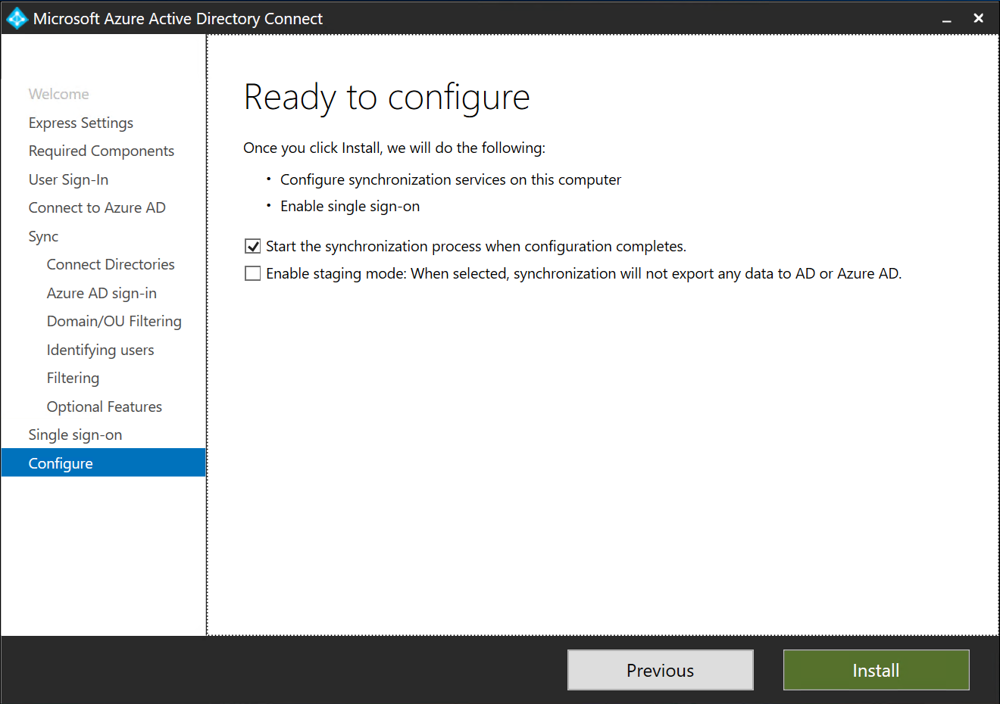 Microsoft Azure Active Directory Connect
Welcome
Express Settings
Required Components
User Sign-In
Connect to Azure AD
Sync
Connect Directories
Azure AD sign-in
Domain/OU Filtering
Identifying users
Filtering
Optional Features
Single sign-on
Configure
Ready to configure
Once you click Install, we will do the following:
• Configure synchronization services on this computer
• Enable single sign-on
Start the synchronization process when configuration completes.
Enable staging mode: When selected, synchronization will not export any data to AD or Azure AD.
Previous
Install